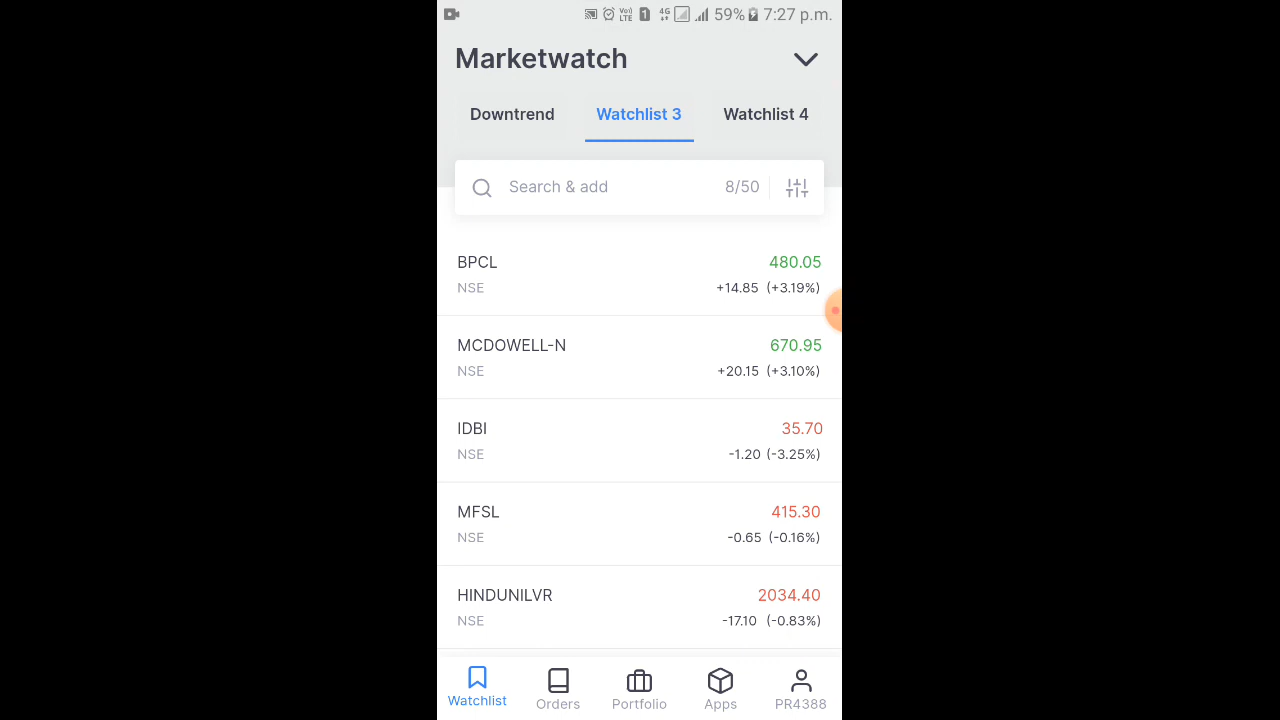 59% 7:27 p.m.
Marketwatch
Downtrend Watchlist 3 Watchlist 4
Search & add 8/50
BPCL 480.05
NSE +14.85 (+3.19%)
MCDOWELL-N 670.95
NSE +20.15 (+3.10%)
IDBI 35.70
NSE -1.20 (-3.25%)
MFSL 415.30
NSE -0.65 (-0.16%)
HINDUNILVR 2034.40
NSE -17.10 (-0.83%)
Watchlist Orders Portfolio Apps PR4388